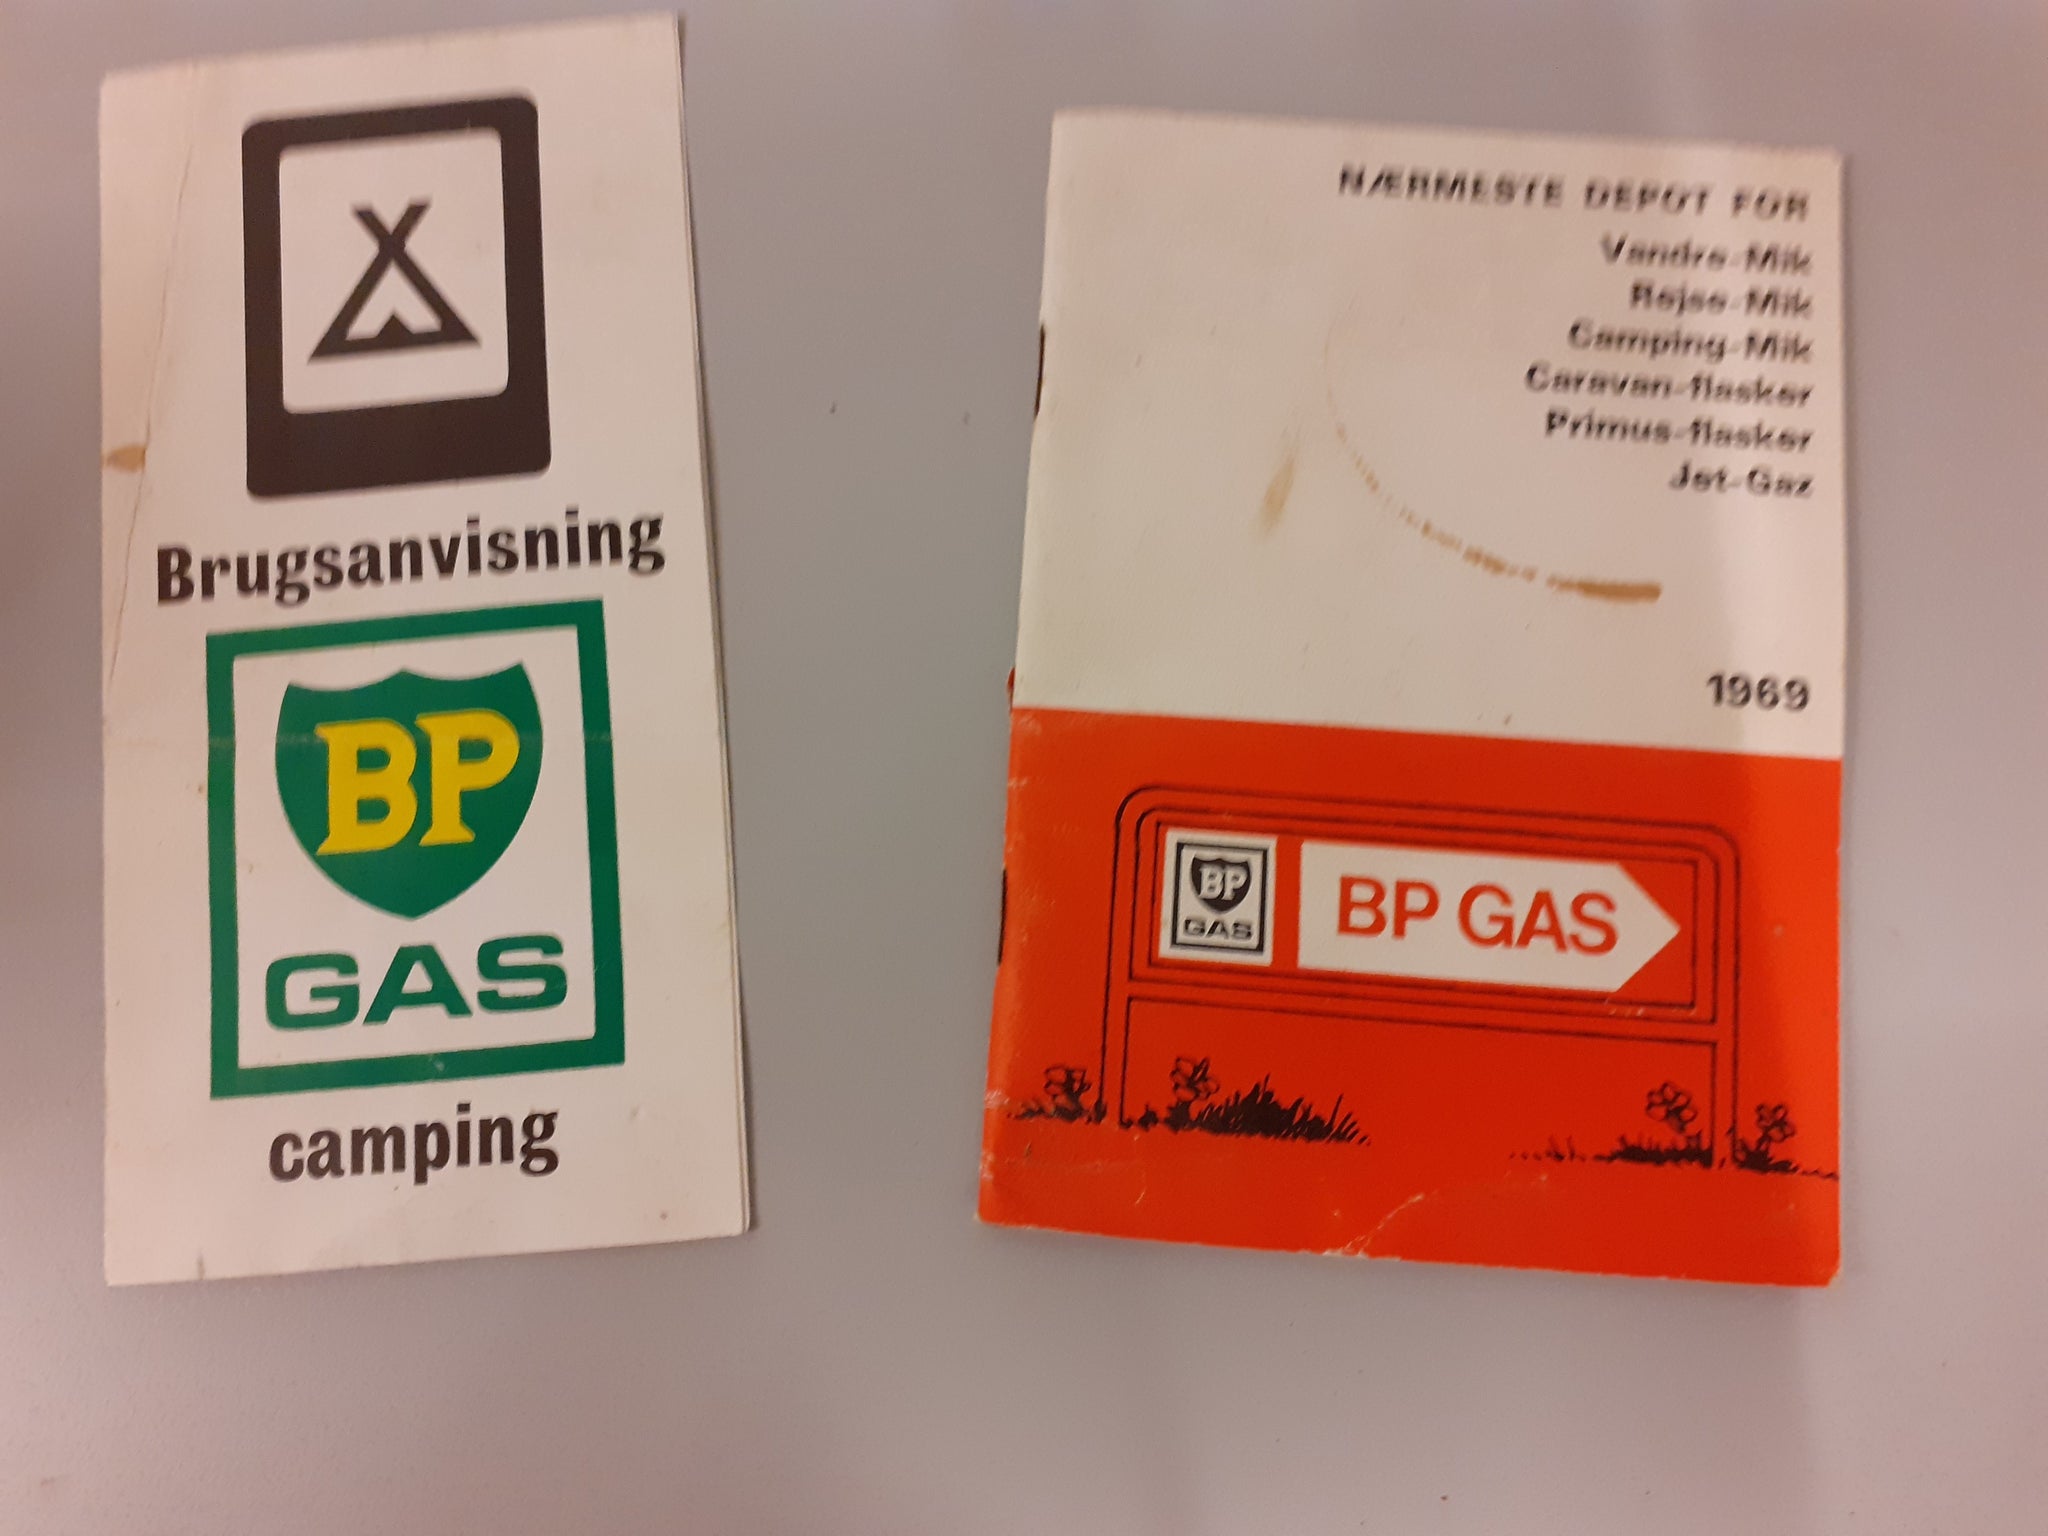 Brugsanvisning
BP
GAS
camping
NÆRMESTE DEPOT FOR
Vandre-Mik
Rejse-Mik
Camping-Mik
Caravan-flasker
Primus-flasker
Jet-Gaz
1969
BP
GAS
BP GAS